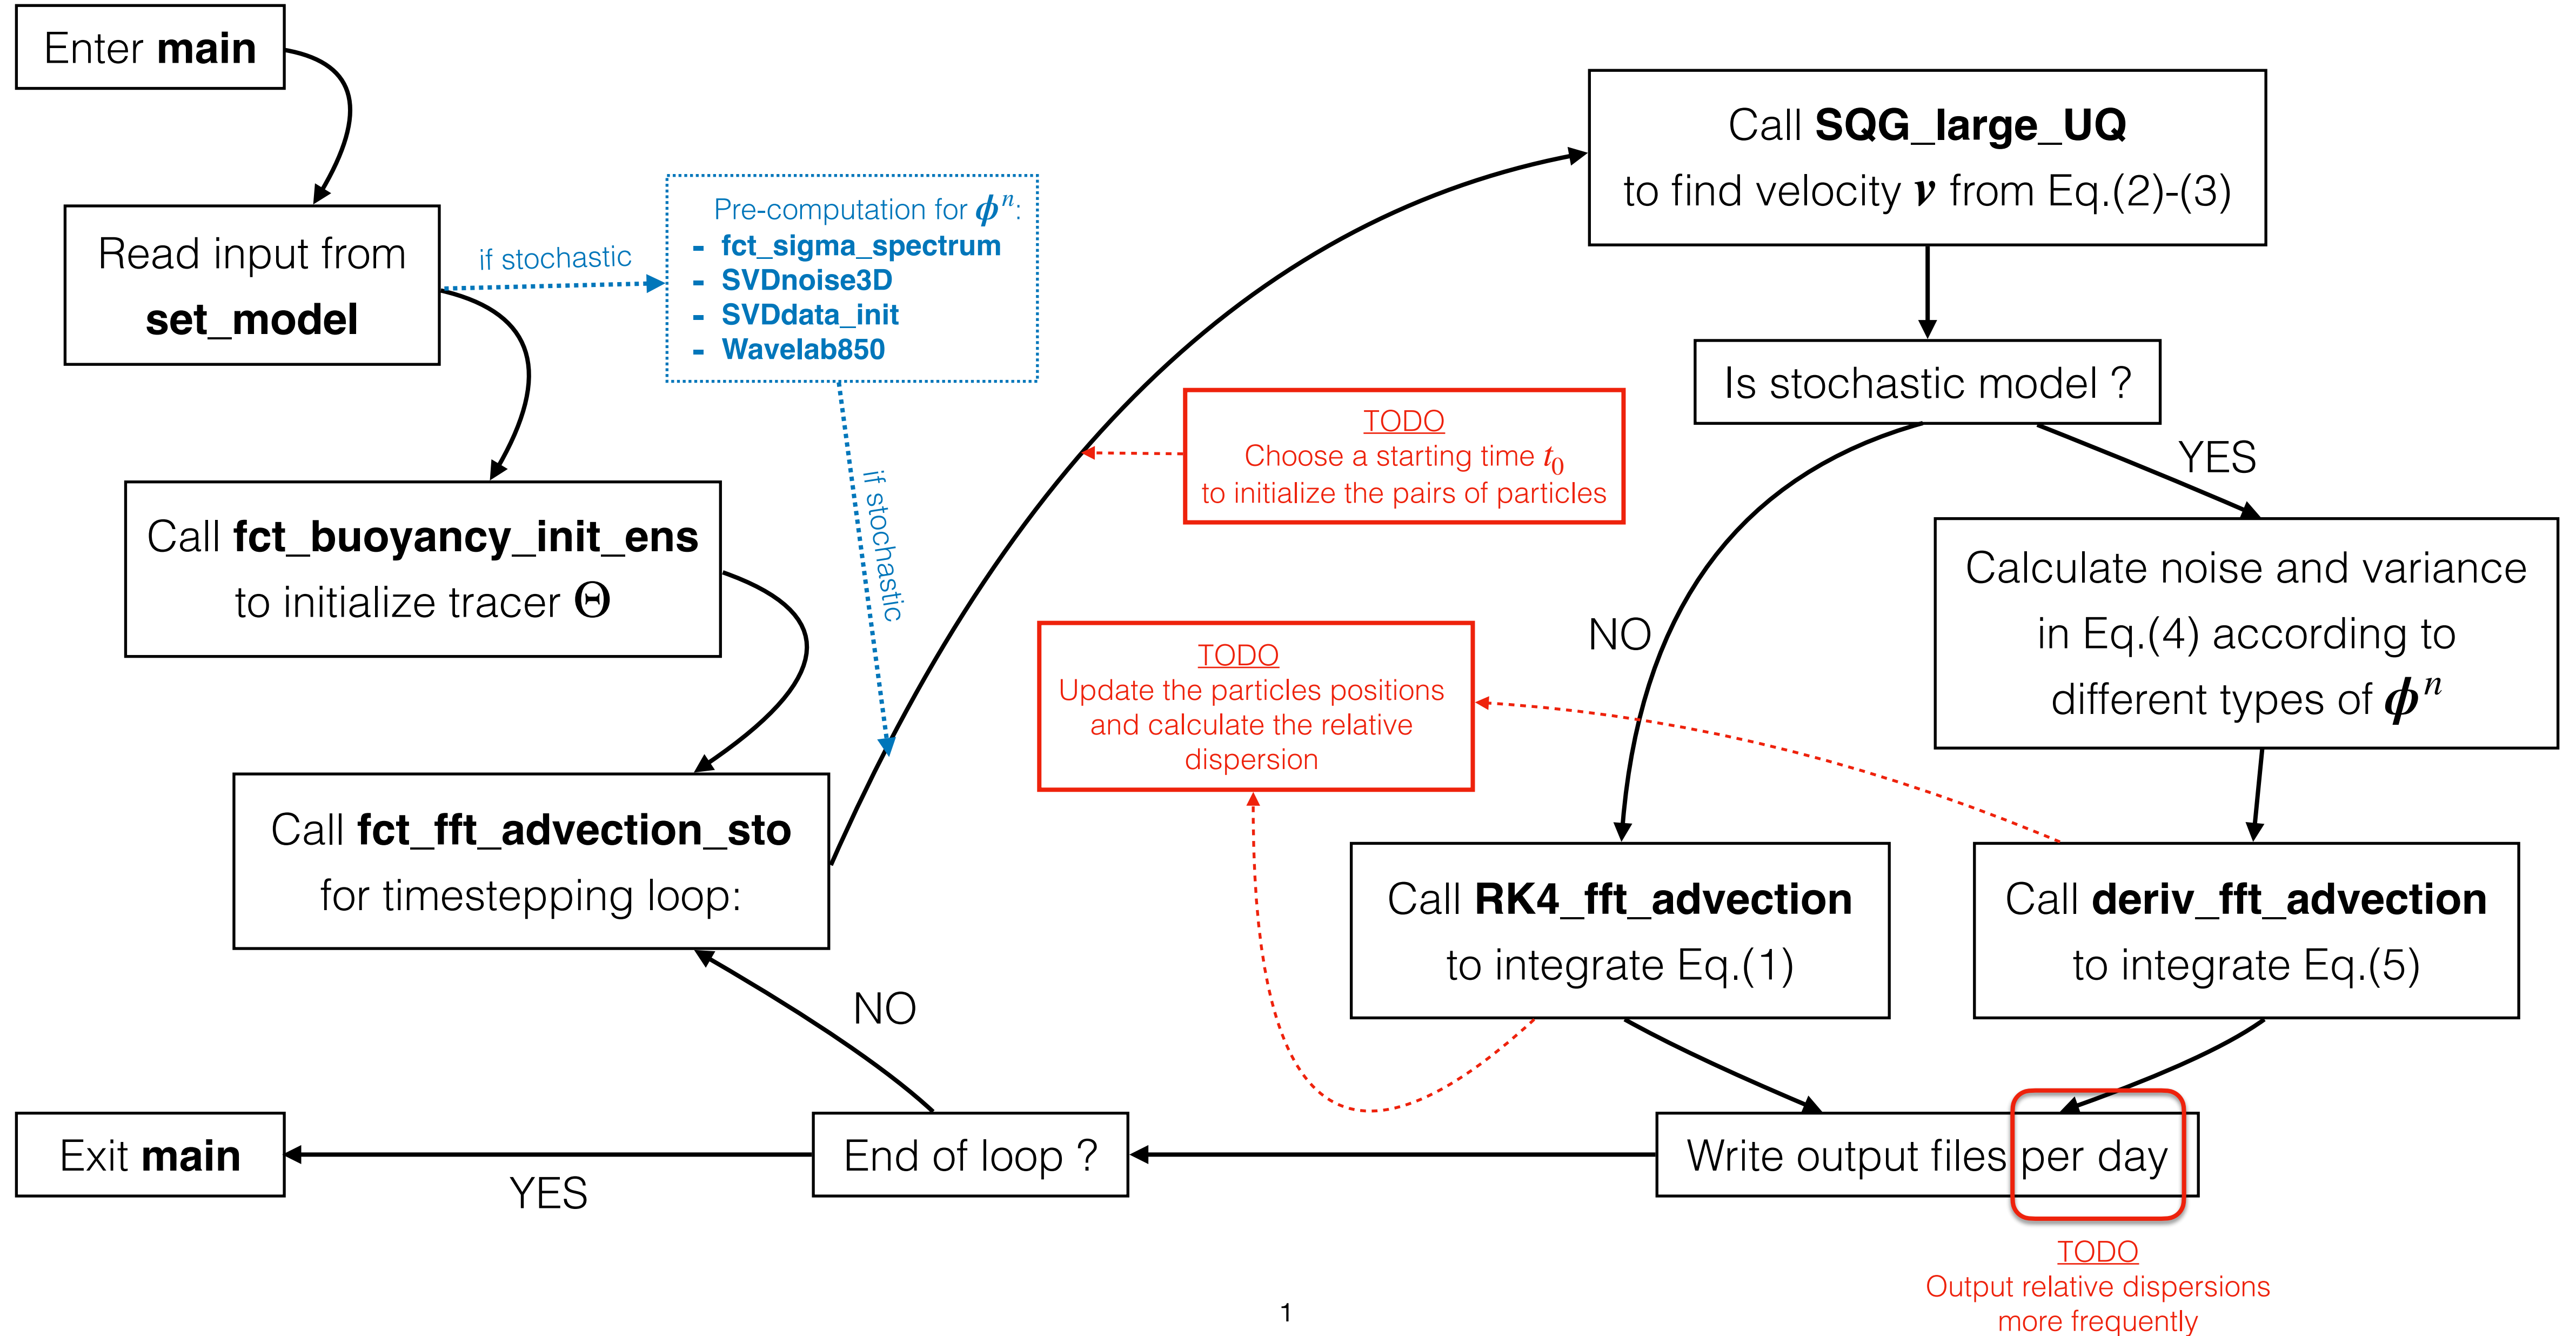 Enter main
Read input from
set_model
if stochastic
Pre-computation for ϕⁿ:
- fct_sigma_spectrum
- SVDnoise3D
- SVDdata_init
- Wavelab850
if stochastic
Call fct_buoyancy_init_ens
to initialize tracer Θ
Call fct_fft_advection_sto
for timestepping loop:
TODO
Choose a starting time t₀
to initialize the pairs of particles
Call SQG_large_UQ
to find velocity v from Eq.(2)-(3)
Is stochastic model ?
YES
NO
Calculate noise and variance
in Eq.(4) according to
different types of ϕⁿ
TODO
Update the particles positions
and calculate the relative
dispersion
Call RK4_fft_advection
to integrate Eq.(1)
Call deriv_fft_advection
to integrate Eq.(5)
Write output files per day
TODO
Output relative dispersions
more frequently
End of loop ?
NO
YES
Exit main
1